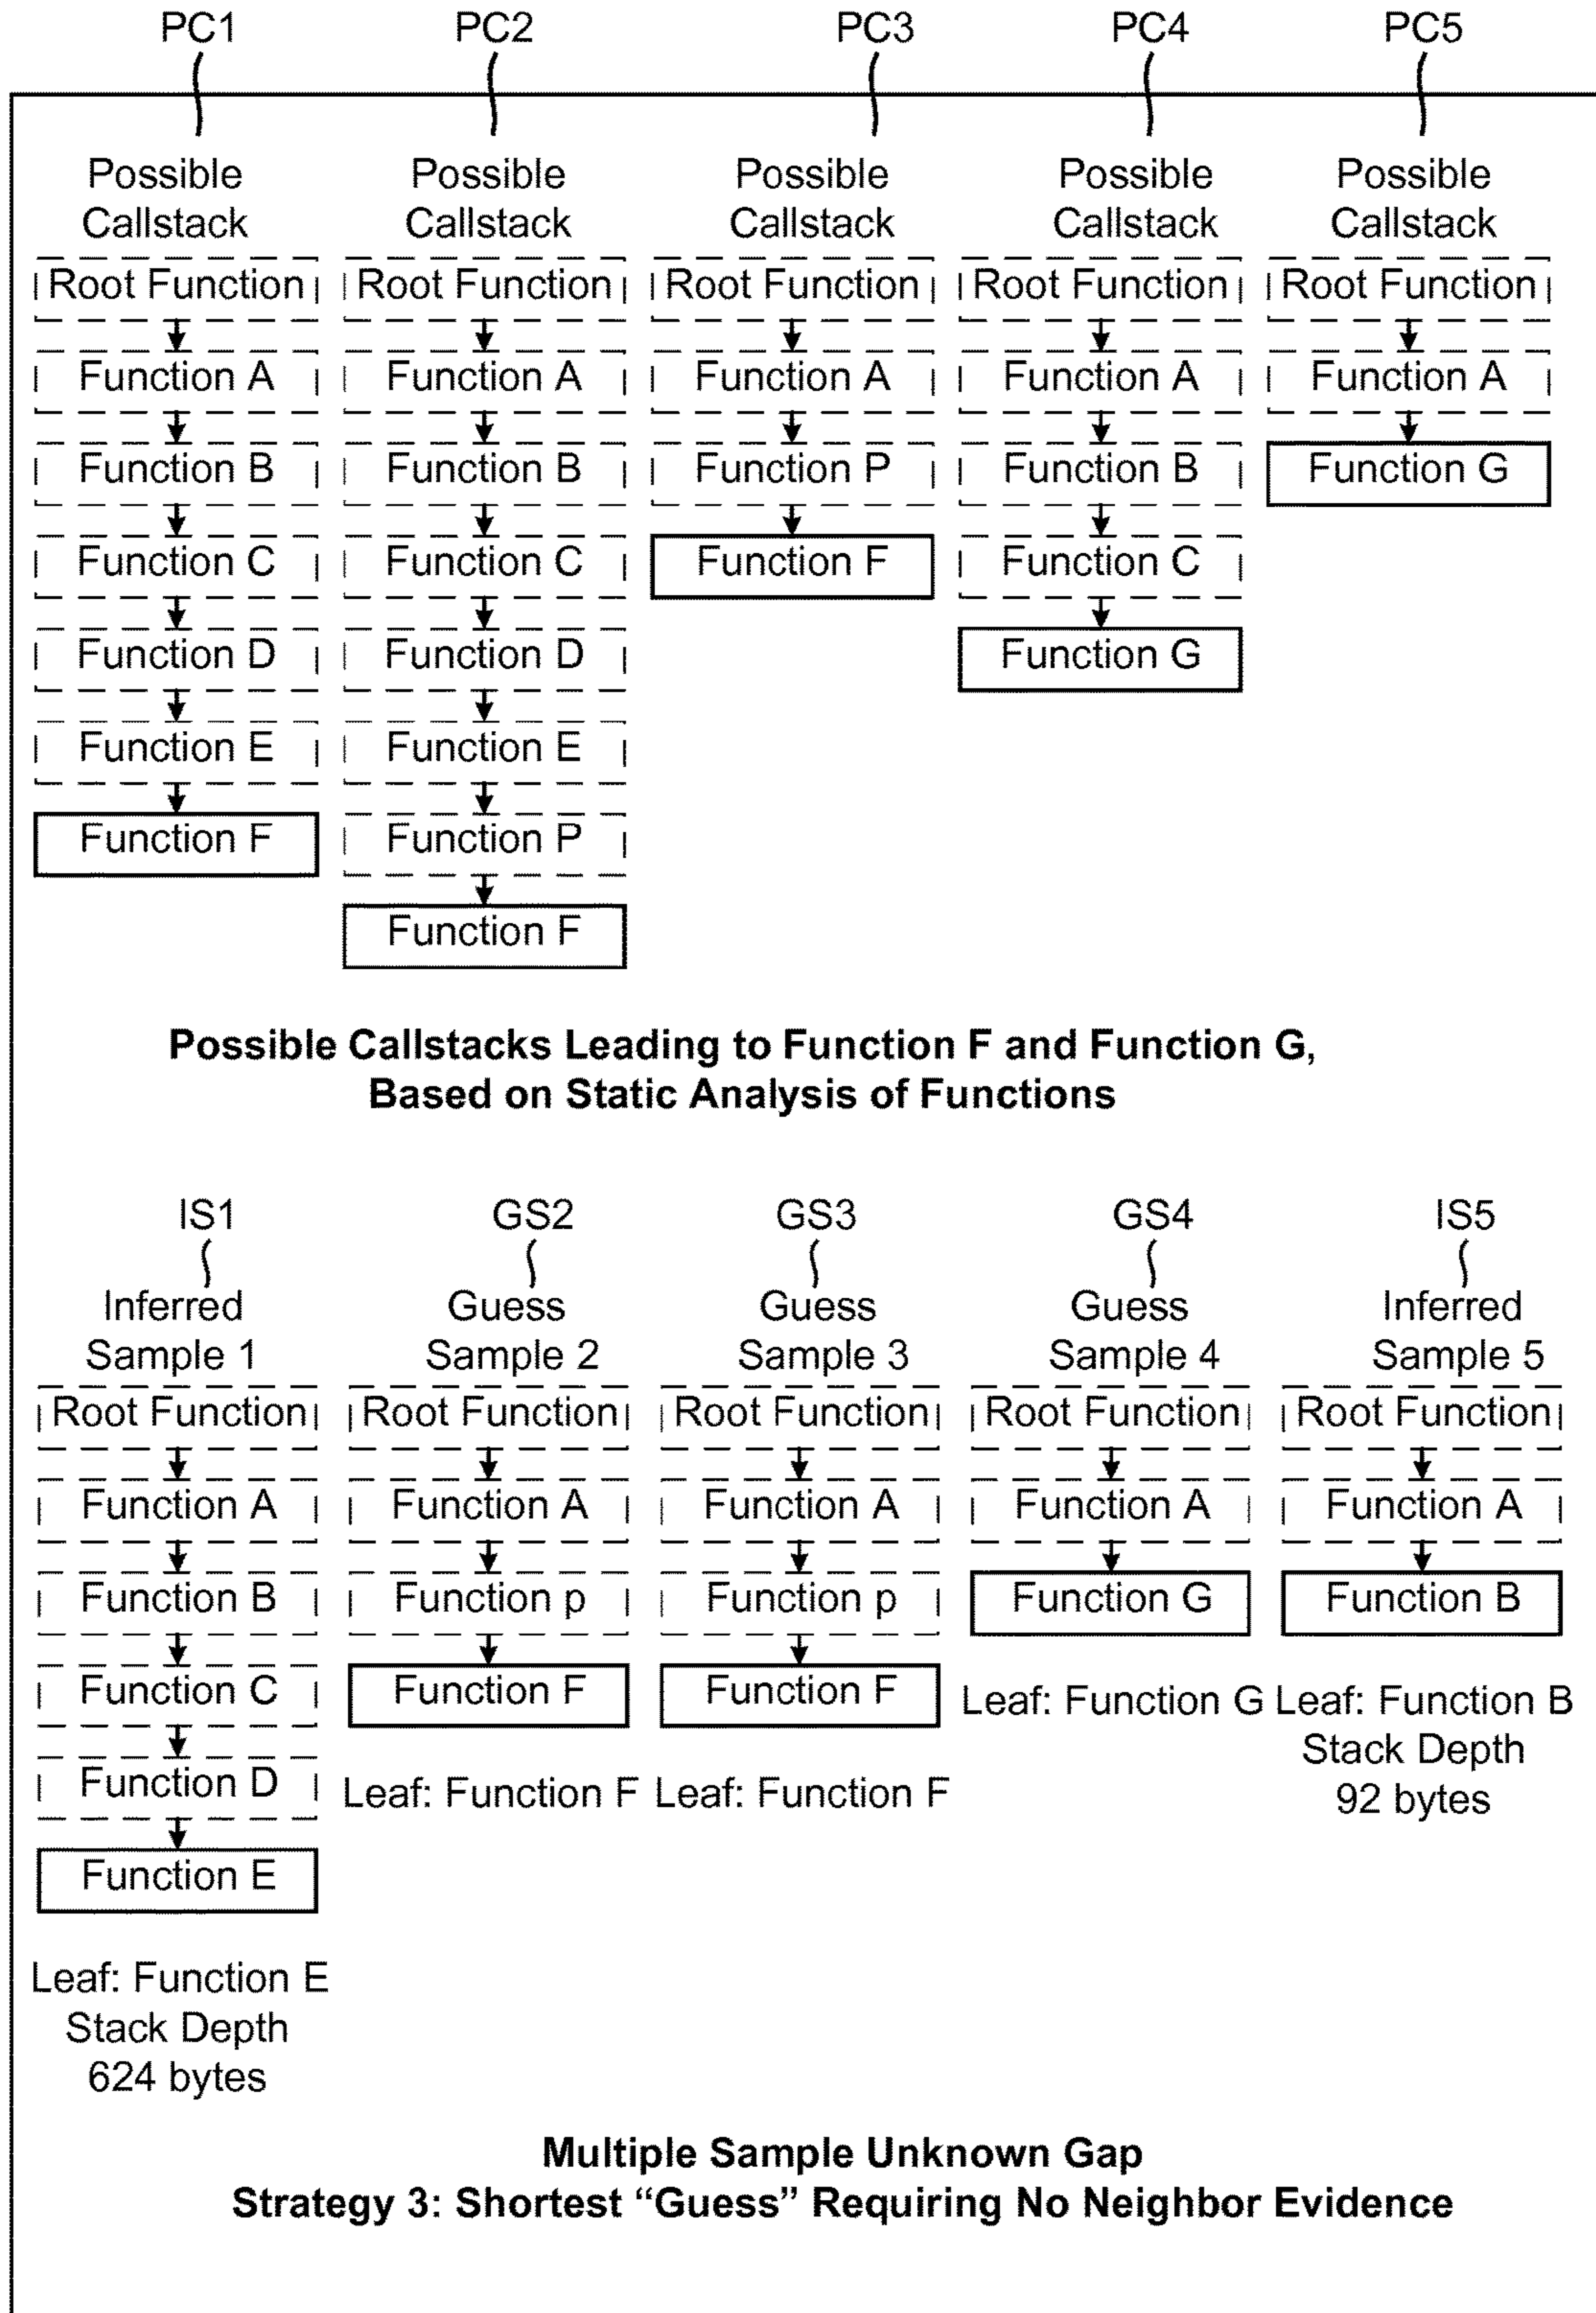 PC1 PC2 PC3 PC4 PC5
Possible Possible Possible Possible Possible
Callstack Callstack Callstack Callstack Callstack
Root Function Root Function Root Function Root Function Root Function
Function A Function A Function A Function A Function A
Function B Function B Function P Function B Function G
Function C Function C Function F Function C
Function D Function D Function G
Function E Function E
Function F Function P
Function F
Possible Callstacks Leading to Function F and Function G,
Based on Static Analysis of Functions
IS1 GS2 GS3 GS4 IS5
Inferred Guess Guess Guess Inferred
Sample 1 Sample 2 Sample 3 Sample 4 Sample 5
Root Function Root Function Root Function Root Function Root Function
Function A Function A Function A Function A Function A
Function B Function p Function p Function G Function B
Function C Function F Function F Leaf: Function G Leaf: Function B
Stack Depth
Function D Leaf: Function F Leaf: Function F 92 bytes
Function E
Leaf: Function E
Stack Depth
624 bytes
Multiple Sample Unknown Gap
Strategy 3: Shortest “Guess” Requiring No Neighbor Evidence